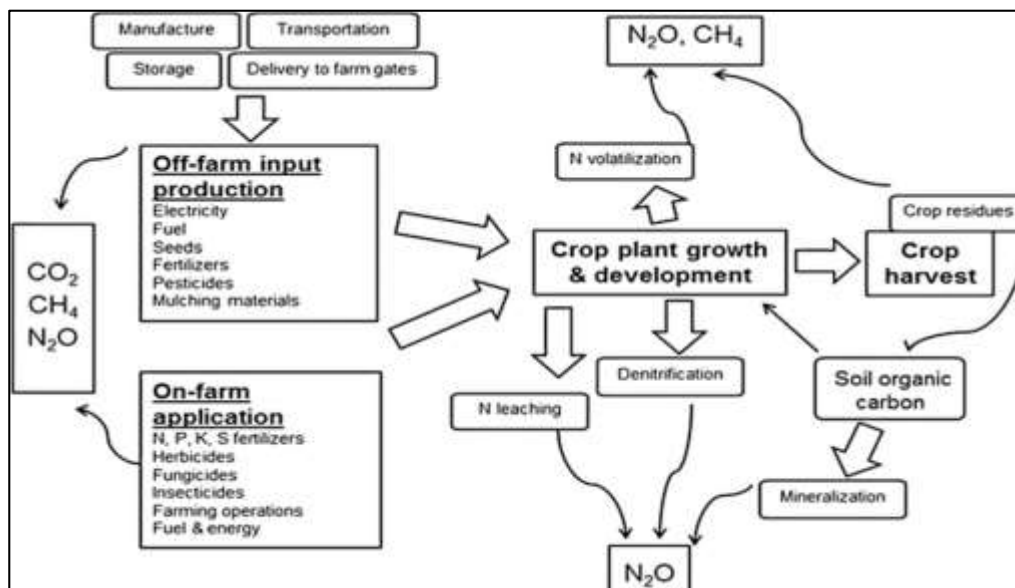 Manufacture
Transportation
Storage
Delivery to farm gates
N₂O, CH₄
N volatilization
Off-farm input
production
Electricity
Fuel
Seeds
Fertilizers
Pesticides
Mulching materials
Crop residues
Crop plant growth
& development
Crop
harvest
CO₂
CH₄
N₂O
On-farm
application
N, P, K, S fertilizers
Herbicides
Fungicides
Insecticides
Farming operations
Fuel & energy
Denitrification
N leaching
Soil organic
carbon
Mineralization
N₂O